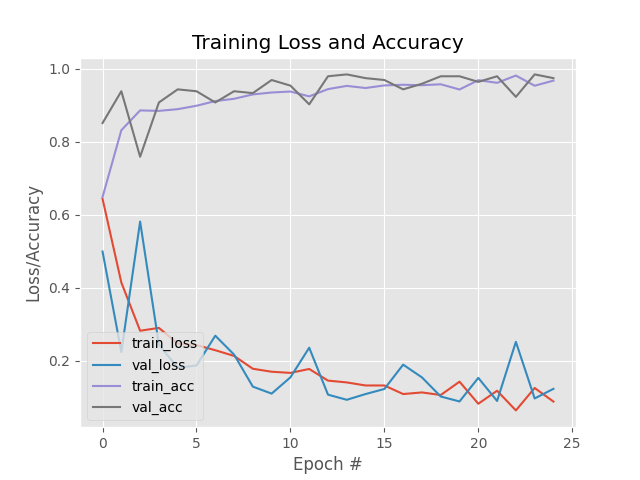 Training Loss and Accuracy
1.0
0.8
0.6
0.4
0.2
Loss/Accuracy
train_loss
val_loss
train_acc
val_acc
0 5 10 15 20 25
Epoch #